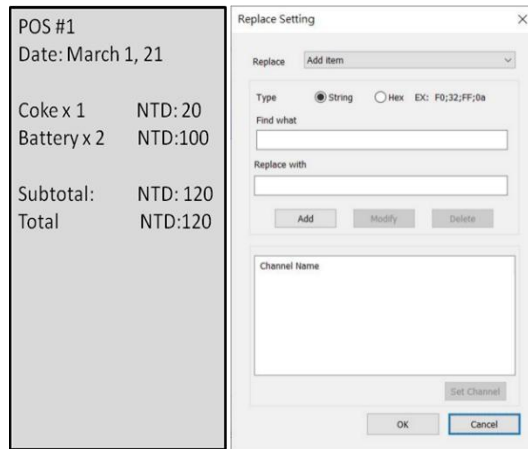 POS #1
Date: March 1, 21
Coke x 1 NTD: 20
Battery x 2 NTD:100
Subtotal: NTD: 120
Total NTD:120
Replace Setting
Replace Add item
Type String Hex EX: F0;32;FF;0a
Find what
Replace with
Add Modify Delete
Channel Name
Set Channel
OK Cancel